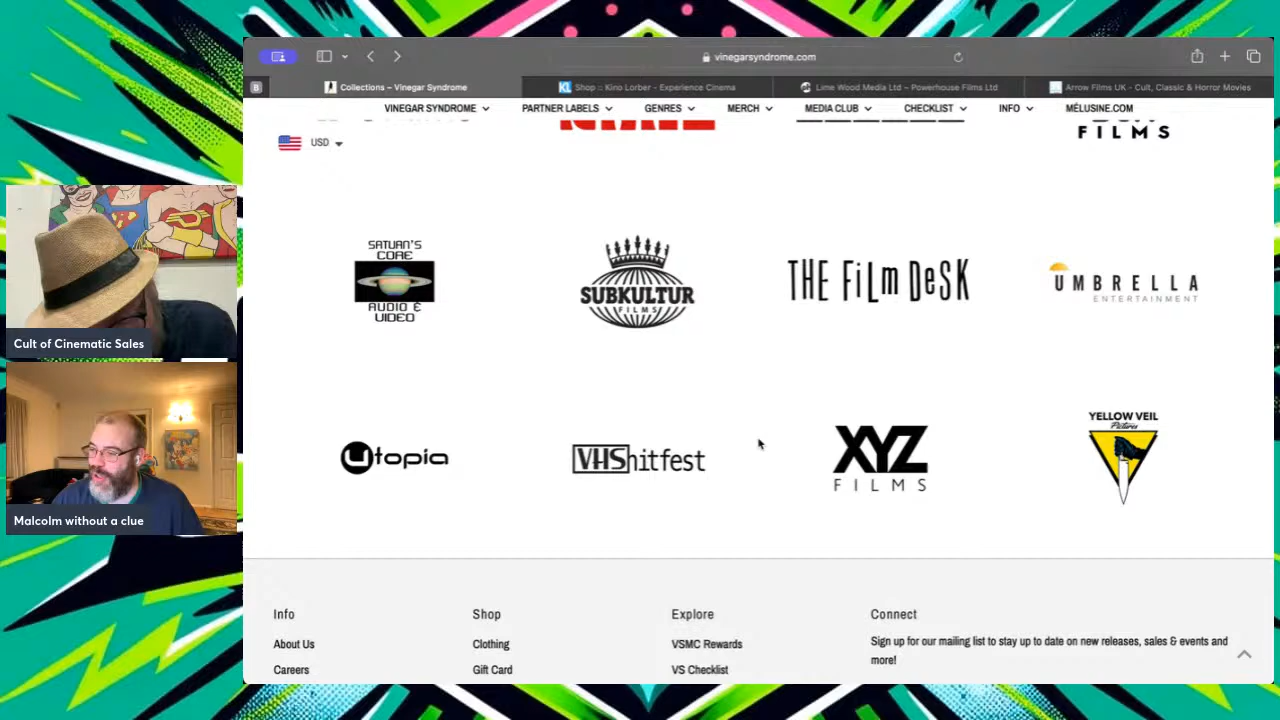 vinegarsyndrome.com
B
Collections – Vinegar Syndrome
KL
Shop :: Kino Lorber - Experience Cinema
Lime Wood Media Ltd – Powerhouse Films Ltd
Arrow Films UK - Cult, Classic & Horror Movies
VINEGAR SYNDROME
PARTNER LABELS
GENRES
MERCH
MEDIA CLUB
CHECKLIST
INFO
MÉLUSINE.COM
FILMS
USD
SATURN'S
CORE
AUDIO &
VIDEO
SUBKULTUR
FILMS
THE FiLm DeSK
UMBRELLA
ENTERTAINMENT
Cult of Cinematic Sales
utopia
VHShitfest
XYZ
FILMS
YELLOW VEIL
Pictures
Malcolm without a clue
Info
Shop
Explore
Connect
About Us
Clothing
VSMC Rewards
Sign up for our mailing list to stay up to date on new releases, sales & events and
more!
Careers
Gift Card
VS Checklist